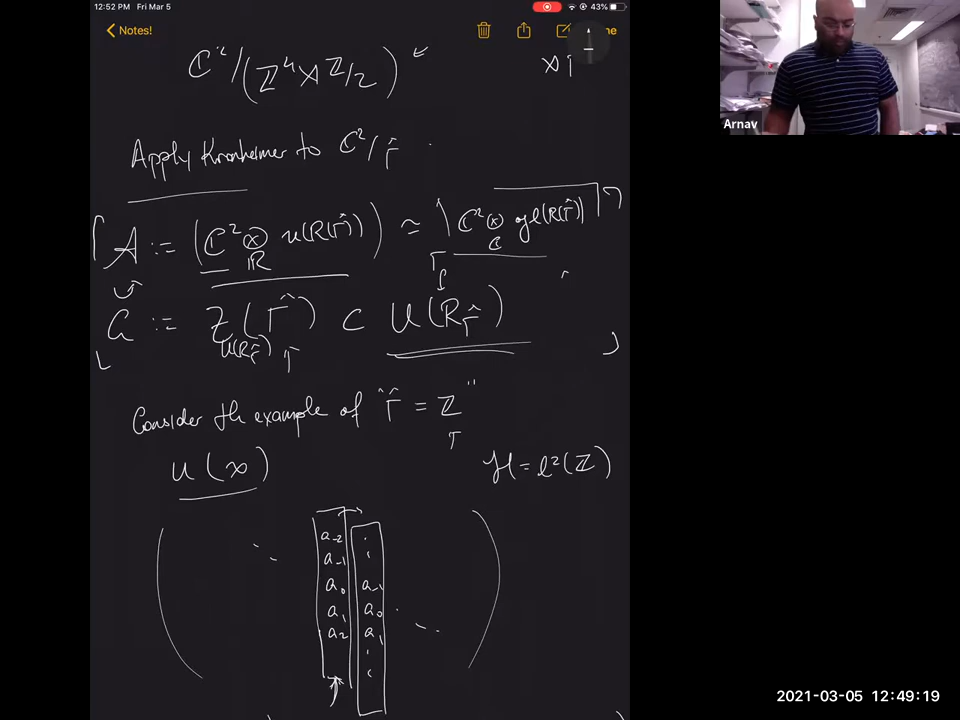 12:52 PM Fri Mar 5
43%
Notes!
ℂ²/(ℤ⁴ ⋊ ℤ/2)
Apply Kronheimer to ℂ²/Γ̂
A := (ℂ² ⊗_ℝ u(R(Γ̂))) ≈ (ℂ² ⊗_ℂ gl(R(Γ̂)))^Γ̂
G := Z_{U(R_Γ̂)}(Γ̂) ⊂ U(R_Γ̂)
Consider the example of Γ̂ = ℤ
u(∞)
H = ℓ²(ℤ)
a₋₂
a₋₁
a₀ a₋₁
a₁ a₀
a₂ a₁
Arnav
2021-03-05 12:49:19